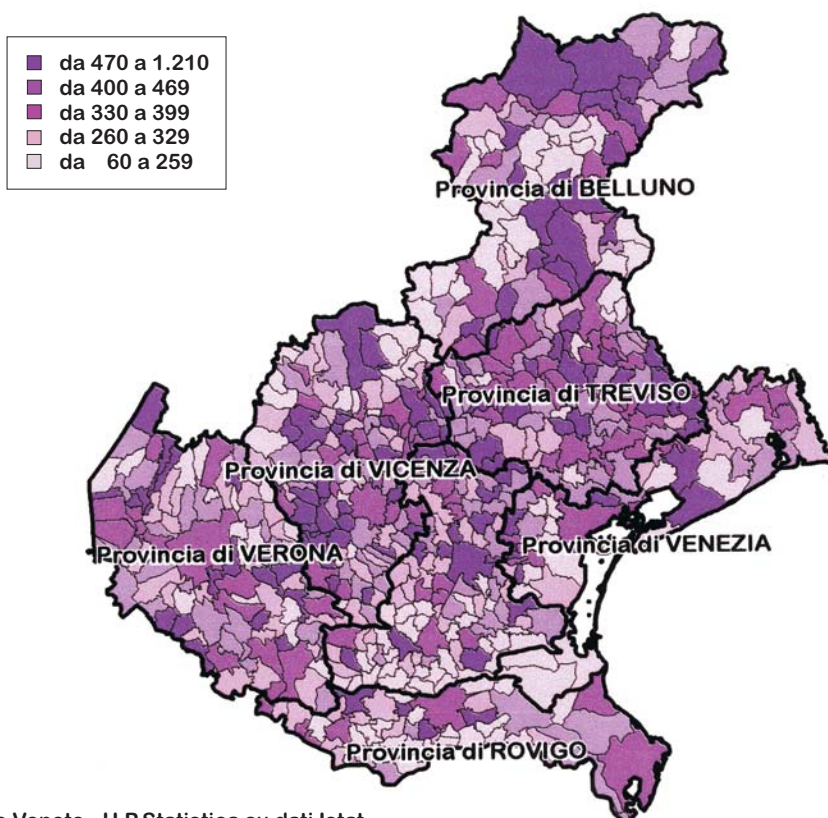 da 470 a 1.210
da 400 a 469
da 330 a 399
da 260 a 329
da 60 a 259
Provincia di BELLUNO
Provincia di TREVISO
Provincia di VICENZA
Provincia di VENEZIA
Provincia di VERONA
Provincia di ROVIGO
Veneto - U.P. Statistica su dati Istat